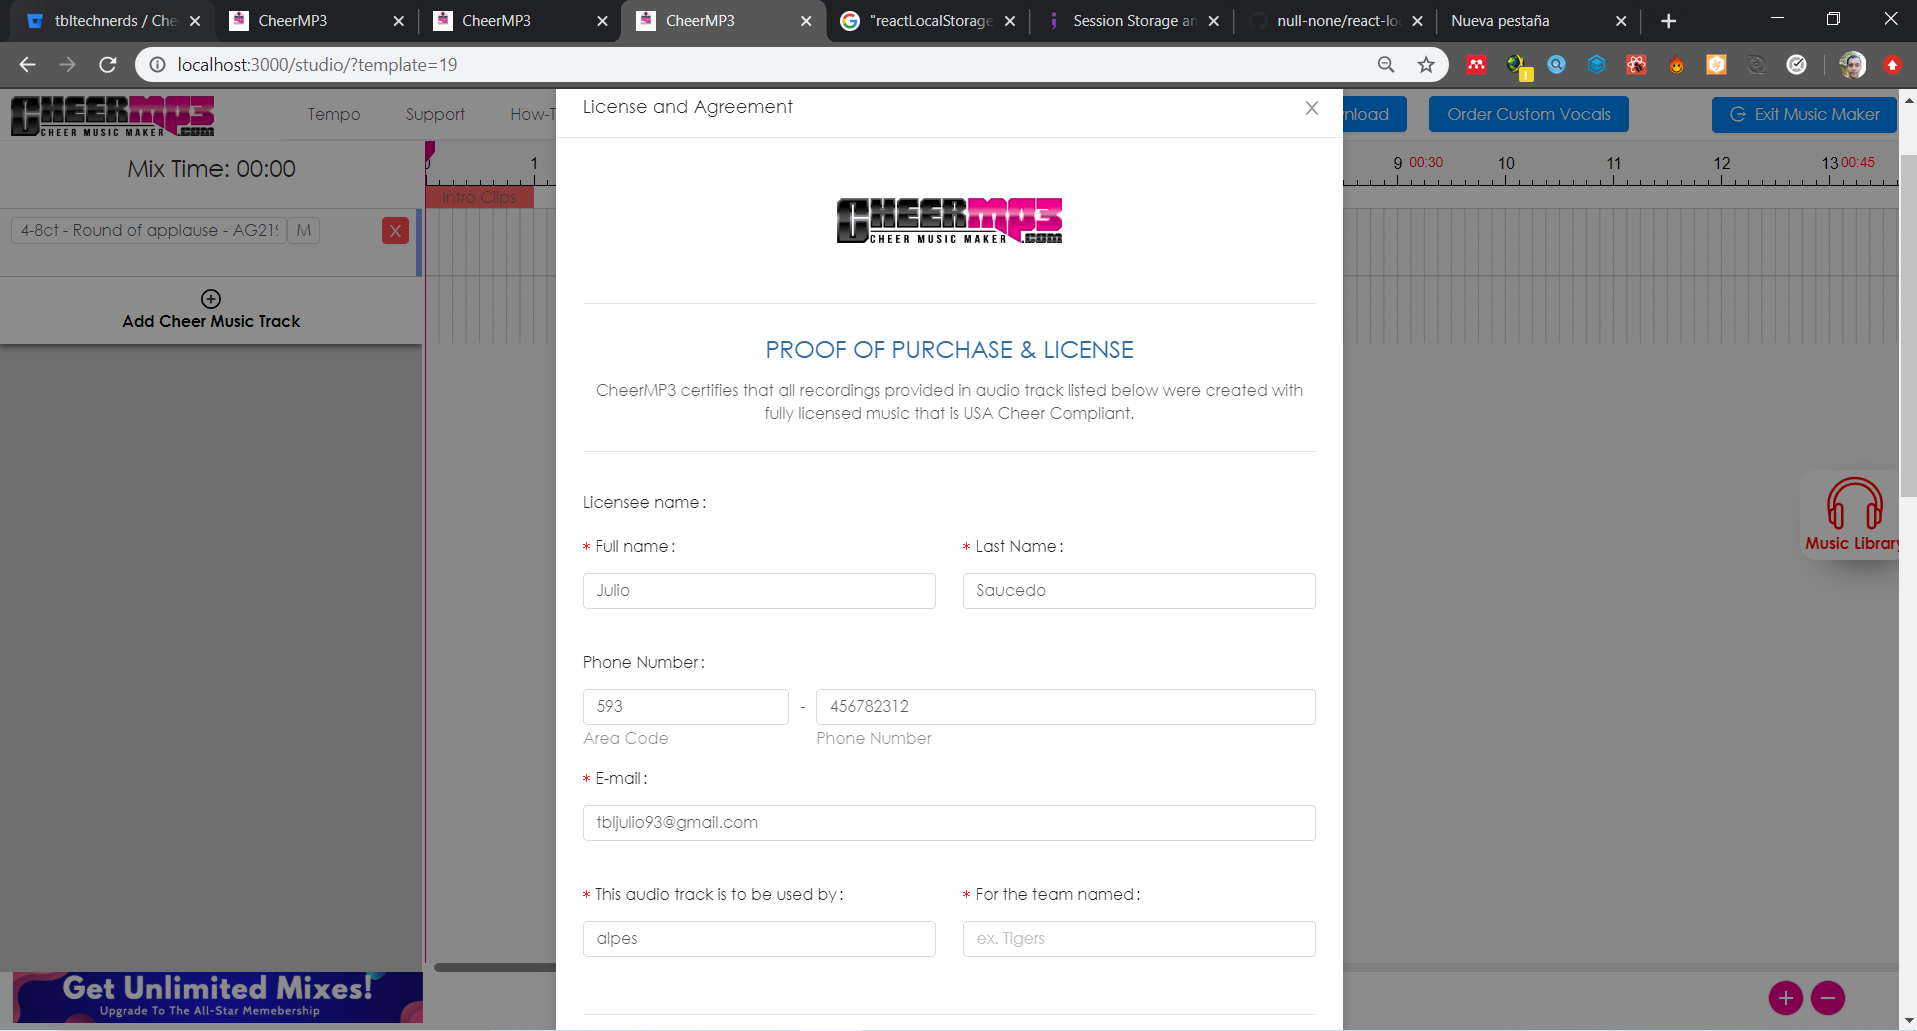 tbltechnerds / Che
CheerMP3
CheerMP3
CheerMP3
"reactLocalStorage
Session Storage an
null-none/react-lo
Nueva pestaña
localhost:3000/studio/?template=19
CHEERMP3
CHEER MUSIC MAKER .COM
Tempo
Support
How-T
nload
Order Custom Vocals
Exit Music Maker
Mix Time: 00:00
0
1
9 00:30
10
11
12
13 00:45
Intro Clips
4-8ct - Round of applause - AG219
M
X
Add Cheer Music Track
License and Agreement
X
CHEERMP3
CHEER MUSIC MAKER .COM
PROOF OF PURCHASE & LICENSE
CheerMP3 certifies that all recordings provided in audio track listed below were created with
fully licensed music that is USA Cheer Compliant.
Licensee name:
* Full name:
* Last Name:
Julio
Saucedo
Phone Number:
593
-
456782312
Area Code
Phone Number
* E-mail:
tbljulio93@gmail.com
* This audio track is to be used by:
* For the team named:
alpes
ex. Tigers
Music Library
Get Unlimited Mixes!
Upgrade To The All-Star Memebership